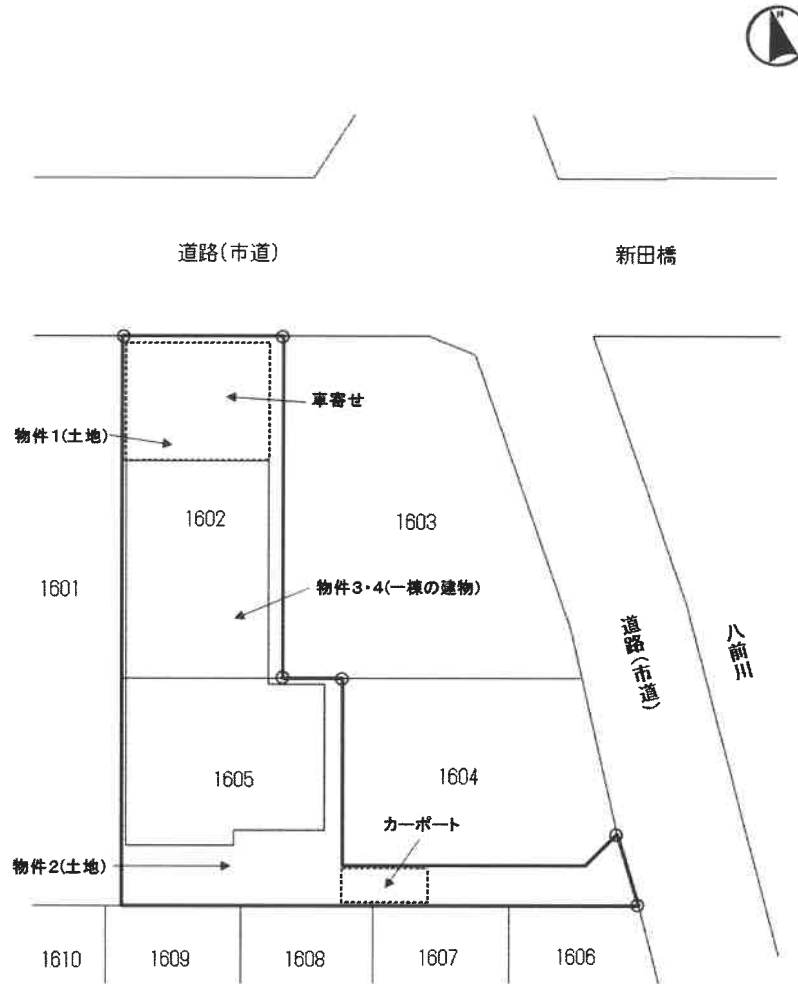 N
道路(市道)
新田橋
車寄せ
物件1(土地)
1602
1603
1601
物件3・4(一棟の建物)
道路(市道)
八前川
1605
1604
カーポート
物件2(土地)
1610
1609
1608
1607
1606